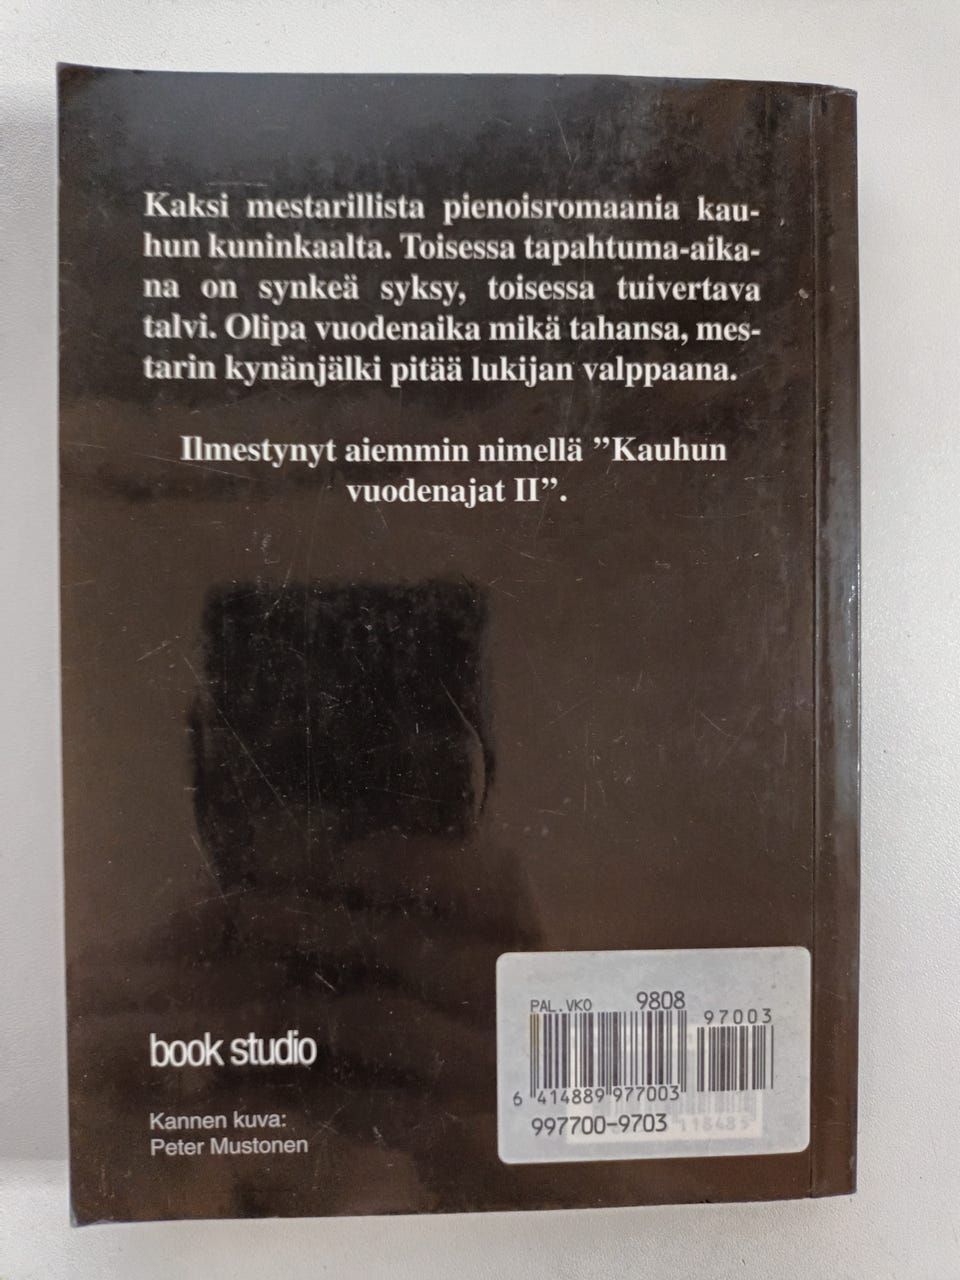 Kaksi mestarillista pienoisromaania kau-
hun kuninkaalta. Toisessa tapahtuma-aika-
na on synkeä syksy, toisessa tuivertava
talvi. Olipa vuodenaika mikä tahansa, mes-
tarin kynänjälki pitää lukijan valppaana.
Ilmestynyt aiemmin nimellä ”Kauhun
vuodenajat II”.
book studio
Kannen kuva:
Peter Mustonen
PAL.VKO 9808
97003
6 414889 977003
997700-9703
118485